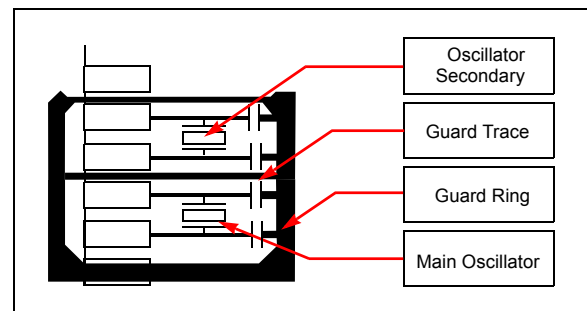 Oscillator
Secondary
Guard Trace
Guard Ring
Main Oscillator